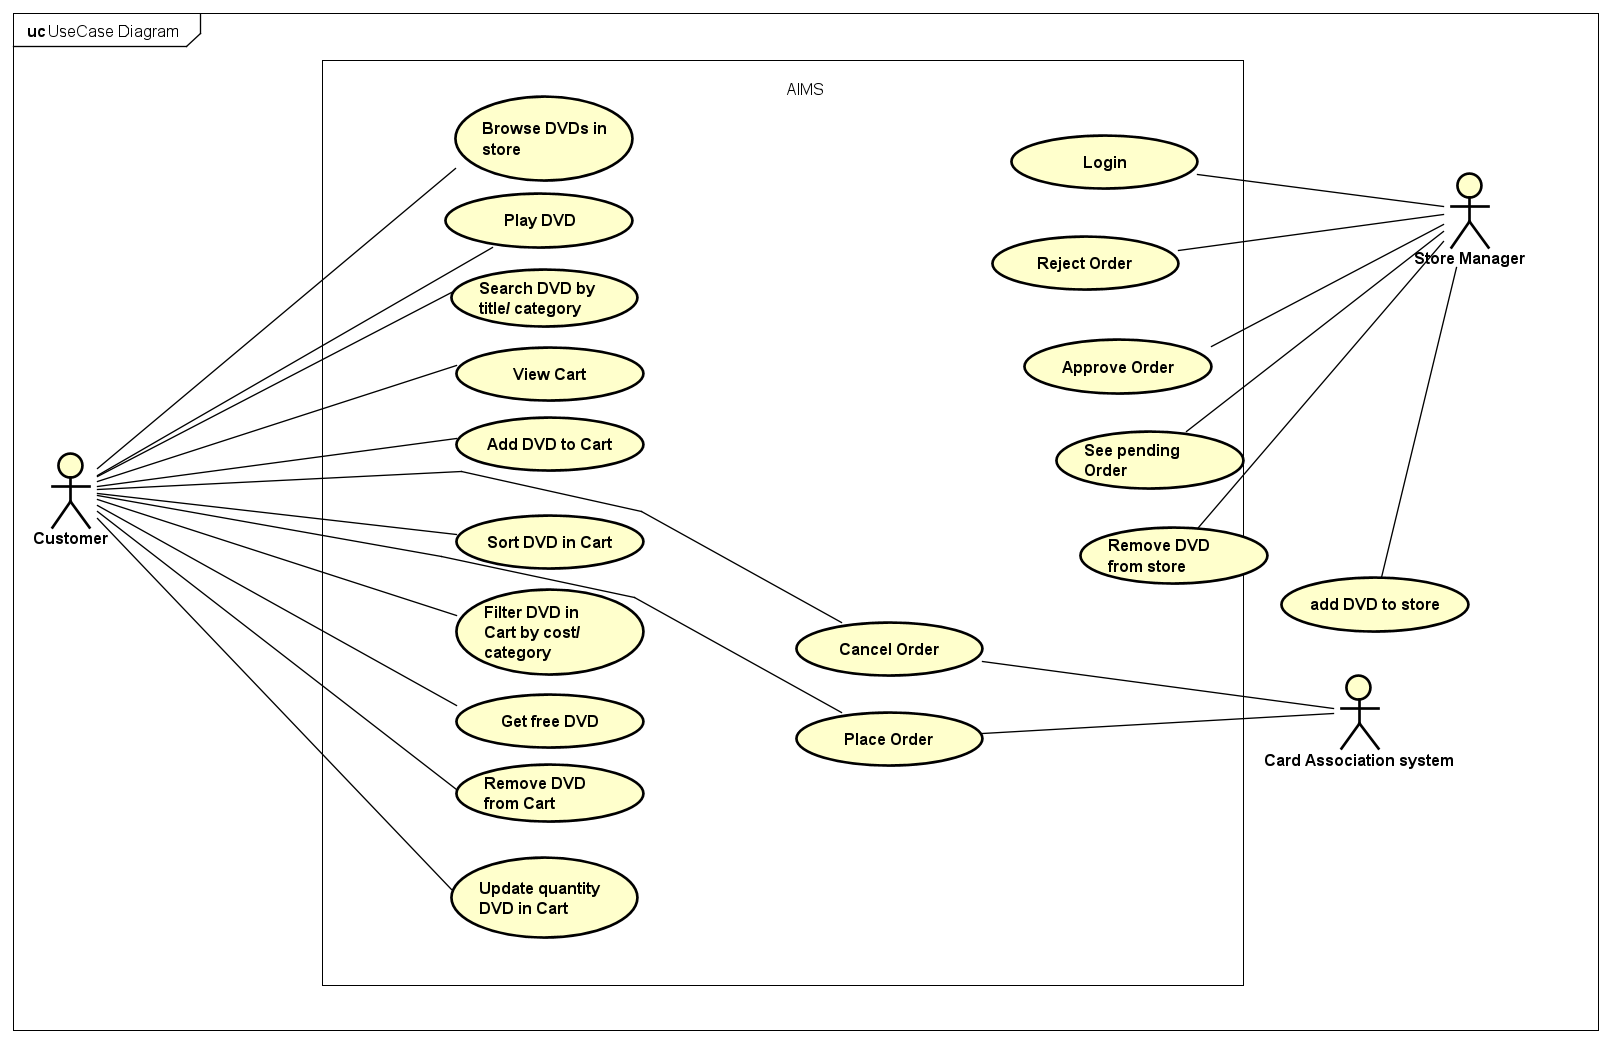 uc UseCase Diagram
AIMS
Browse DVDs in
store
Play DVD
Search DVD by
title/ category
View Cart
Add DVD to Cart
Sort DVD in Cart
Filter DVD in
Cart by cost/
category
Get free DVD
Remove DVD
from Cart
Update quantity
DVD in Cart
Customer
Cancel Order
Place Order
Login
Reject Order
Approve Order
See pending
Order
Remove DVD
from store
add DVD to store
Store Manager
Card Association system